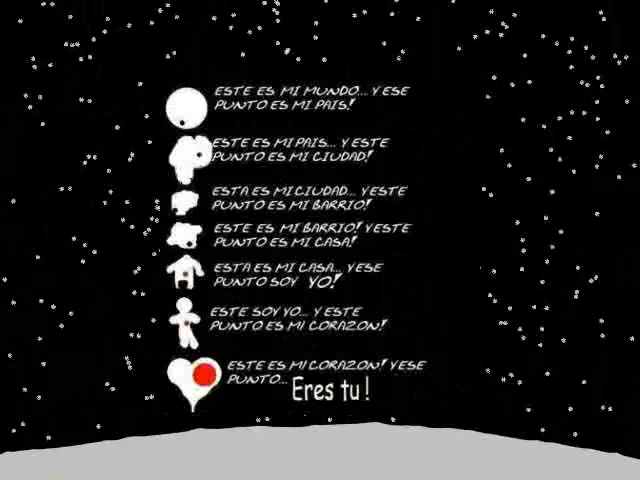 ESTE ES MI MUNDO... Y ESE
PUNTO ES MI PAIS!
ESTE ES MI PAIS... Y ESTE
PUNTO ES MI CIUDAD!
ESTA ES MI CIUDAD... Y ESTE
PUNTO ES MI BARRIO!
ESTE ES MI BARRIO! Y ESTE
PUNTO ES MI CASA!
ESTA ES MI CASA... Y ESE
PUNTO SOY YO!
ESTE SOY YO... Y ESTE
PUNTO ES MI CORAZON!
ESTE ES MI CORAZON! Y ESE
PUNTO... Eres tu!